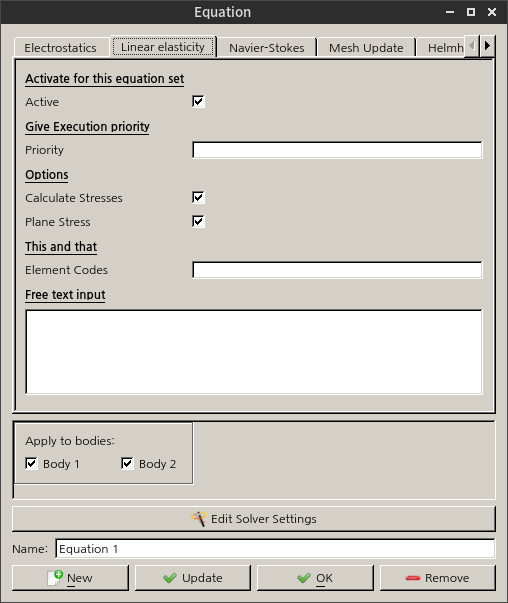 Equation
Electrostatics Linear elasticity Navier-Stokes Mesh Update Helmh
Activate for this equation set
Active
Give Execution priority
Priority
Options
Calculate Stresses
Plane Stress
This and that
Element Codes
Free text input
Apply to bodies:
Body 1 Body 2
Edit Solver Settings
Name: Equation 1
New Update OK Remove